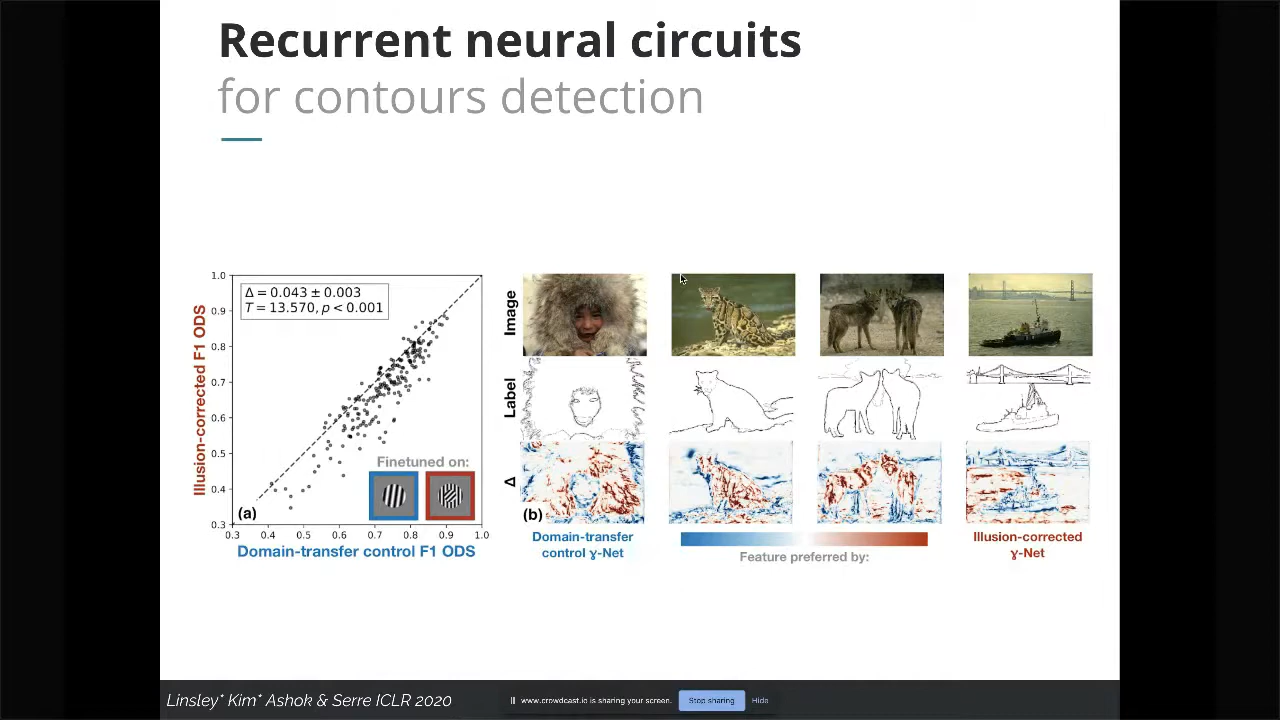 Recurrent neural circuits
for contours detection
Δ = 0.043 ± 0.003
T = 13.570, p < 0.001
Illusion-corrected F1 ODS
1.0
0.9
0.8
0.7
0.6
0.5
0.4
0.3
Finetuned on:
(a)
0.3 0.4 0.5 0.6 0.7 0.8 0.9 1.0
Domain-transfer control F1 ODS
Image
Label
Δ
(b)
Domain-transfer
control ɣ-Net
Feature preferred by:
Illusion-corrected
ɣ-Net
Linsley* Kim* Ashok & Serre ICLR 2020
www.crowdcast.io is sharing your screen.
Stop sharing
Hide